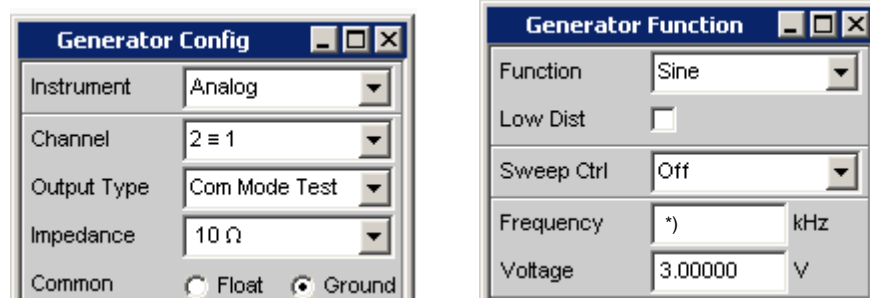 Generator Config
Instrument Analog
Channel 2 ≡ 1
Output Type Com Mode Test
Impedance 10 Ω
Common Float Ground
Generator Function
Function Sine
Low Dist
Sweep Ctrl Off
Frequency *) kHz
Voltage 3.00000 V